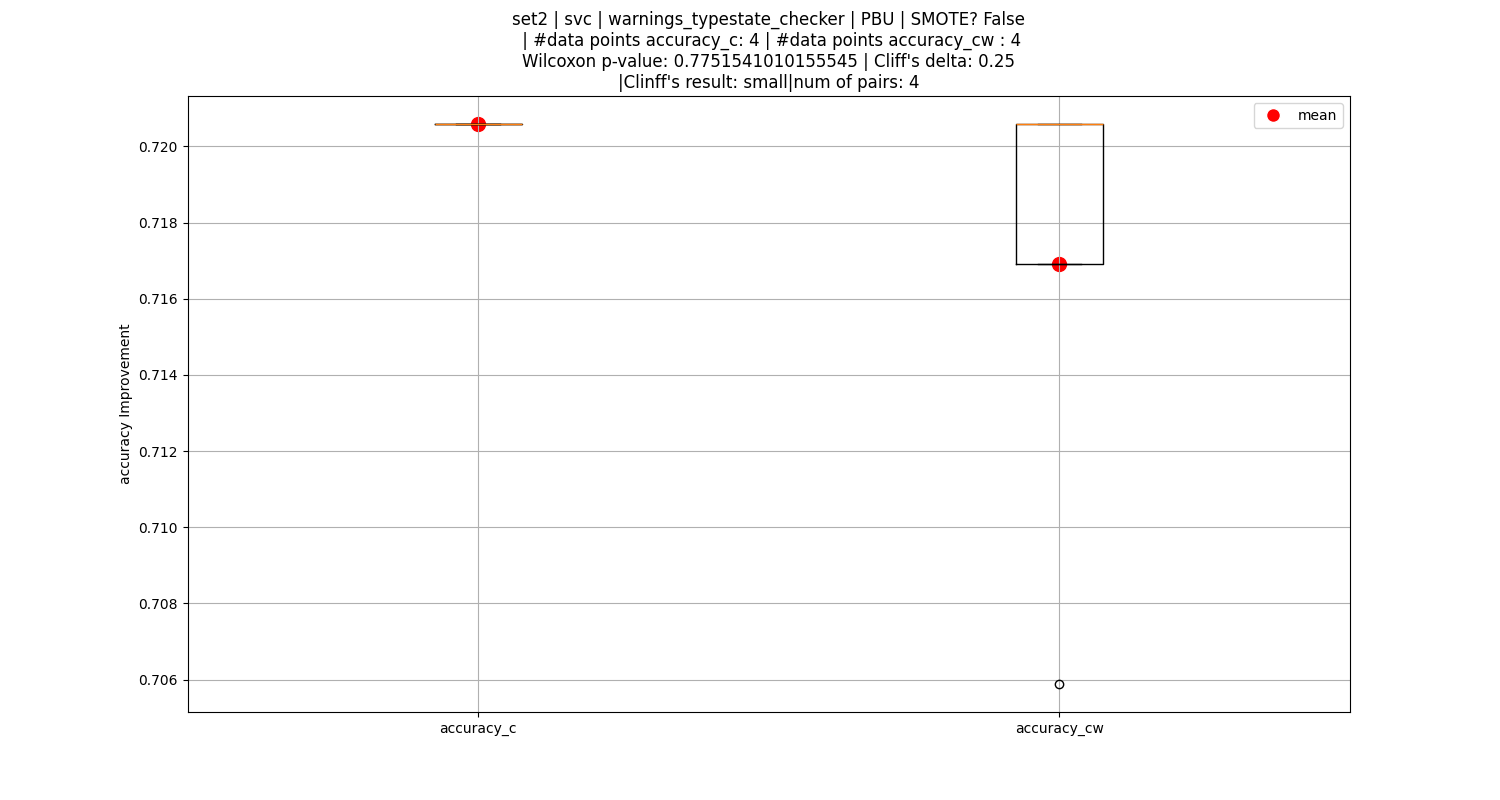 set2 | svc | warnings_typestate_checker | PBU | SMOTE? False
| #data points accuracy_c: 4 | #data points accuracy_cw : 4
Wilcoxon p-value: 0.7751541010155545 | Cliff's delta: 0.25
|Clinff's result: small|num of pairs: 4
mean
0.720
0.718
0.716
0.714
0.712
0.710
0.708
0.706
accuracy Improvement
accuracy_c
accuracy_cw